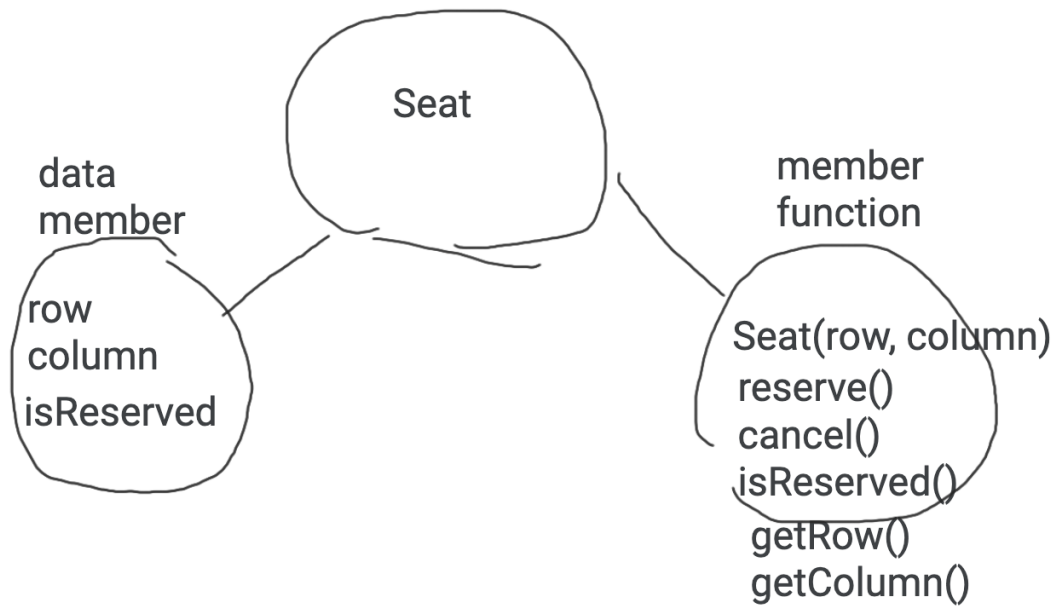 Seat
data
member
row
column
isReserved
member
function
Seat(row, column)
reserve()
cancel()
isReserved()
getRow()
getColumn()